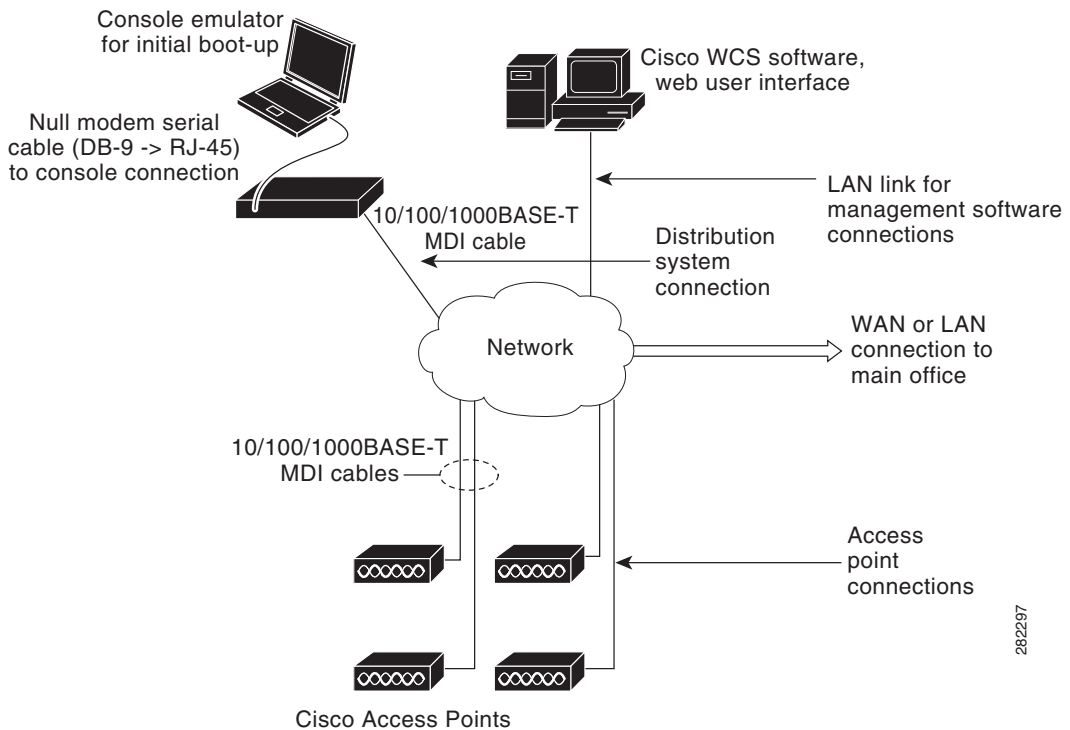 Console emulator
for initial boot-up
Cisco WCS software,
web user interface
Null modem serial
cable (DB-9 -> RJ-45)
to console connection
LAN link for
management software
connections
10/100/1000BASE-T
MDI cable
Distribution
system
connection
Network
WAN or LAN
connection to
main office
10/100/1000BASE-T
MDI cables
Access
point
connections
282297
Cisco Access Points